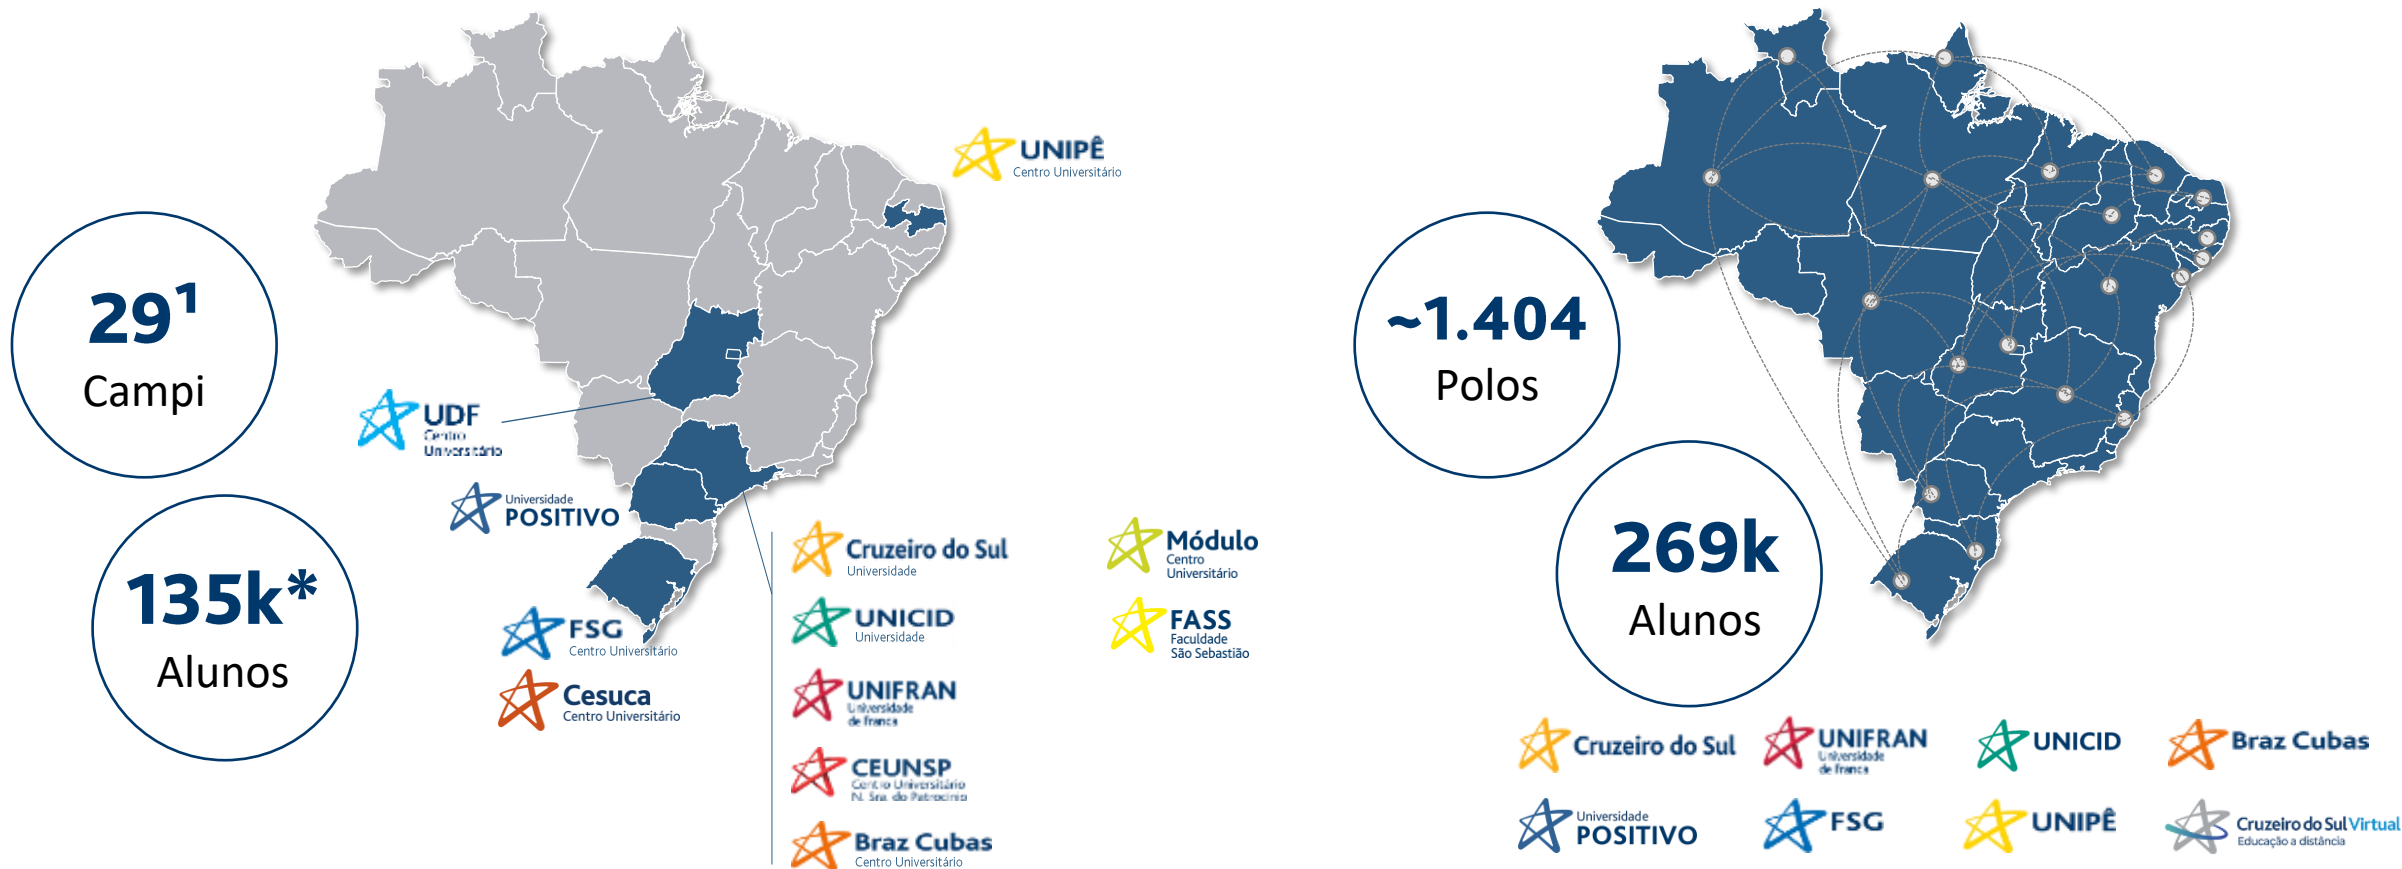 UNIPÊ
Centro Universitário
29¹
Campi
135k*
Alunos
UDF
Centro
Universitário
Universidade
POSITIVO
FSG
Centro Universitário
Cesuca
Centro Universitário
Cruzeiro do Sul
Universidade
UNICID
Universidade
UNIFRAN
Universidade
de Franca
CEUNSP
Centro Universitário
N. Sra. do Patrocínio
Braz Cubas
Centro Universitário
Módulo
Centro
Universitário
FASS
Faculdade
São Sebastião
~1.404
Polos
269k
Alunos
Cruzeiro do Sul
UNIFRAN
Universidade
de Franca
UNICID
Braz Cubas
Universidade
POSITIVO
FSG
UNIPÊ
Cruzeiro do Sul Virtual
Educação a distância